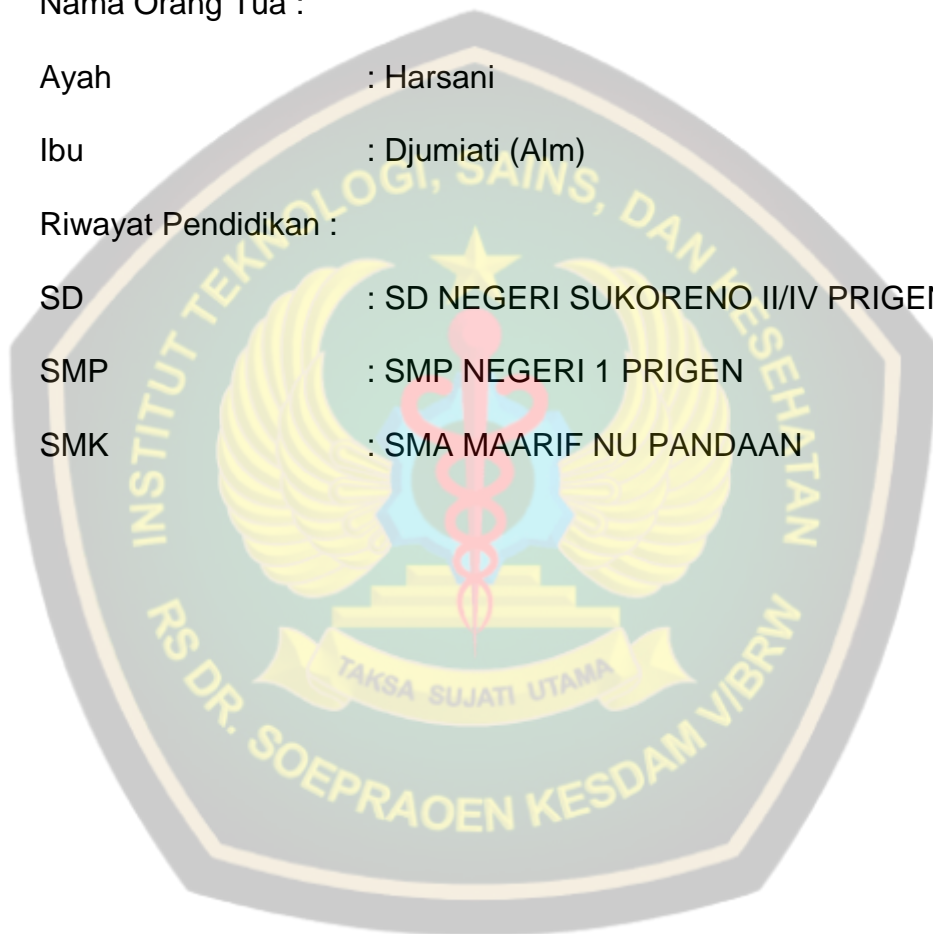 Nama Orang Tua :
Ayah : Harsani
Ibu : Djumiati (Alm)
Riwayat Pendidikan :
SD : SD NEGERI SUKORENO II/IV PRIGEN
SMP : SMP NEGERI 1 PRIGEN
SMK : SMA MAARIF NU PANDAAN
INSTITUT TEKNOLOGI, SAINS, DAN KESEHATAN
TAKSA SUJATI UTAMA
RS DR. SOEPRAOEN KESDAM V/BRW